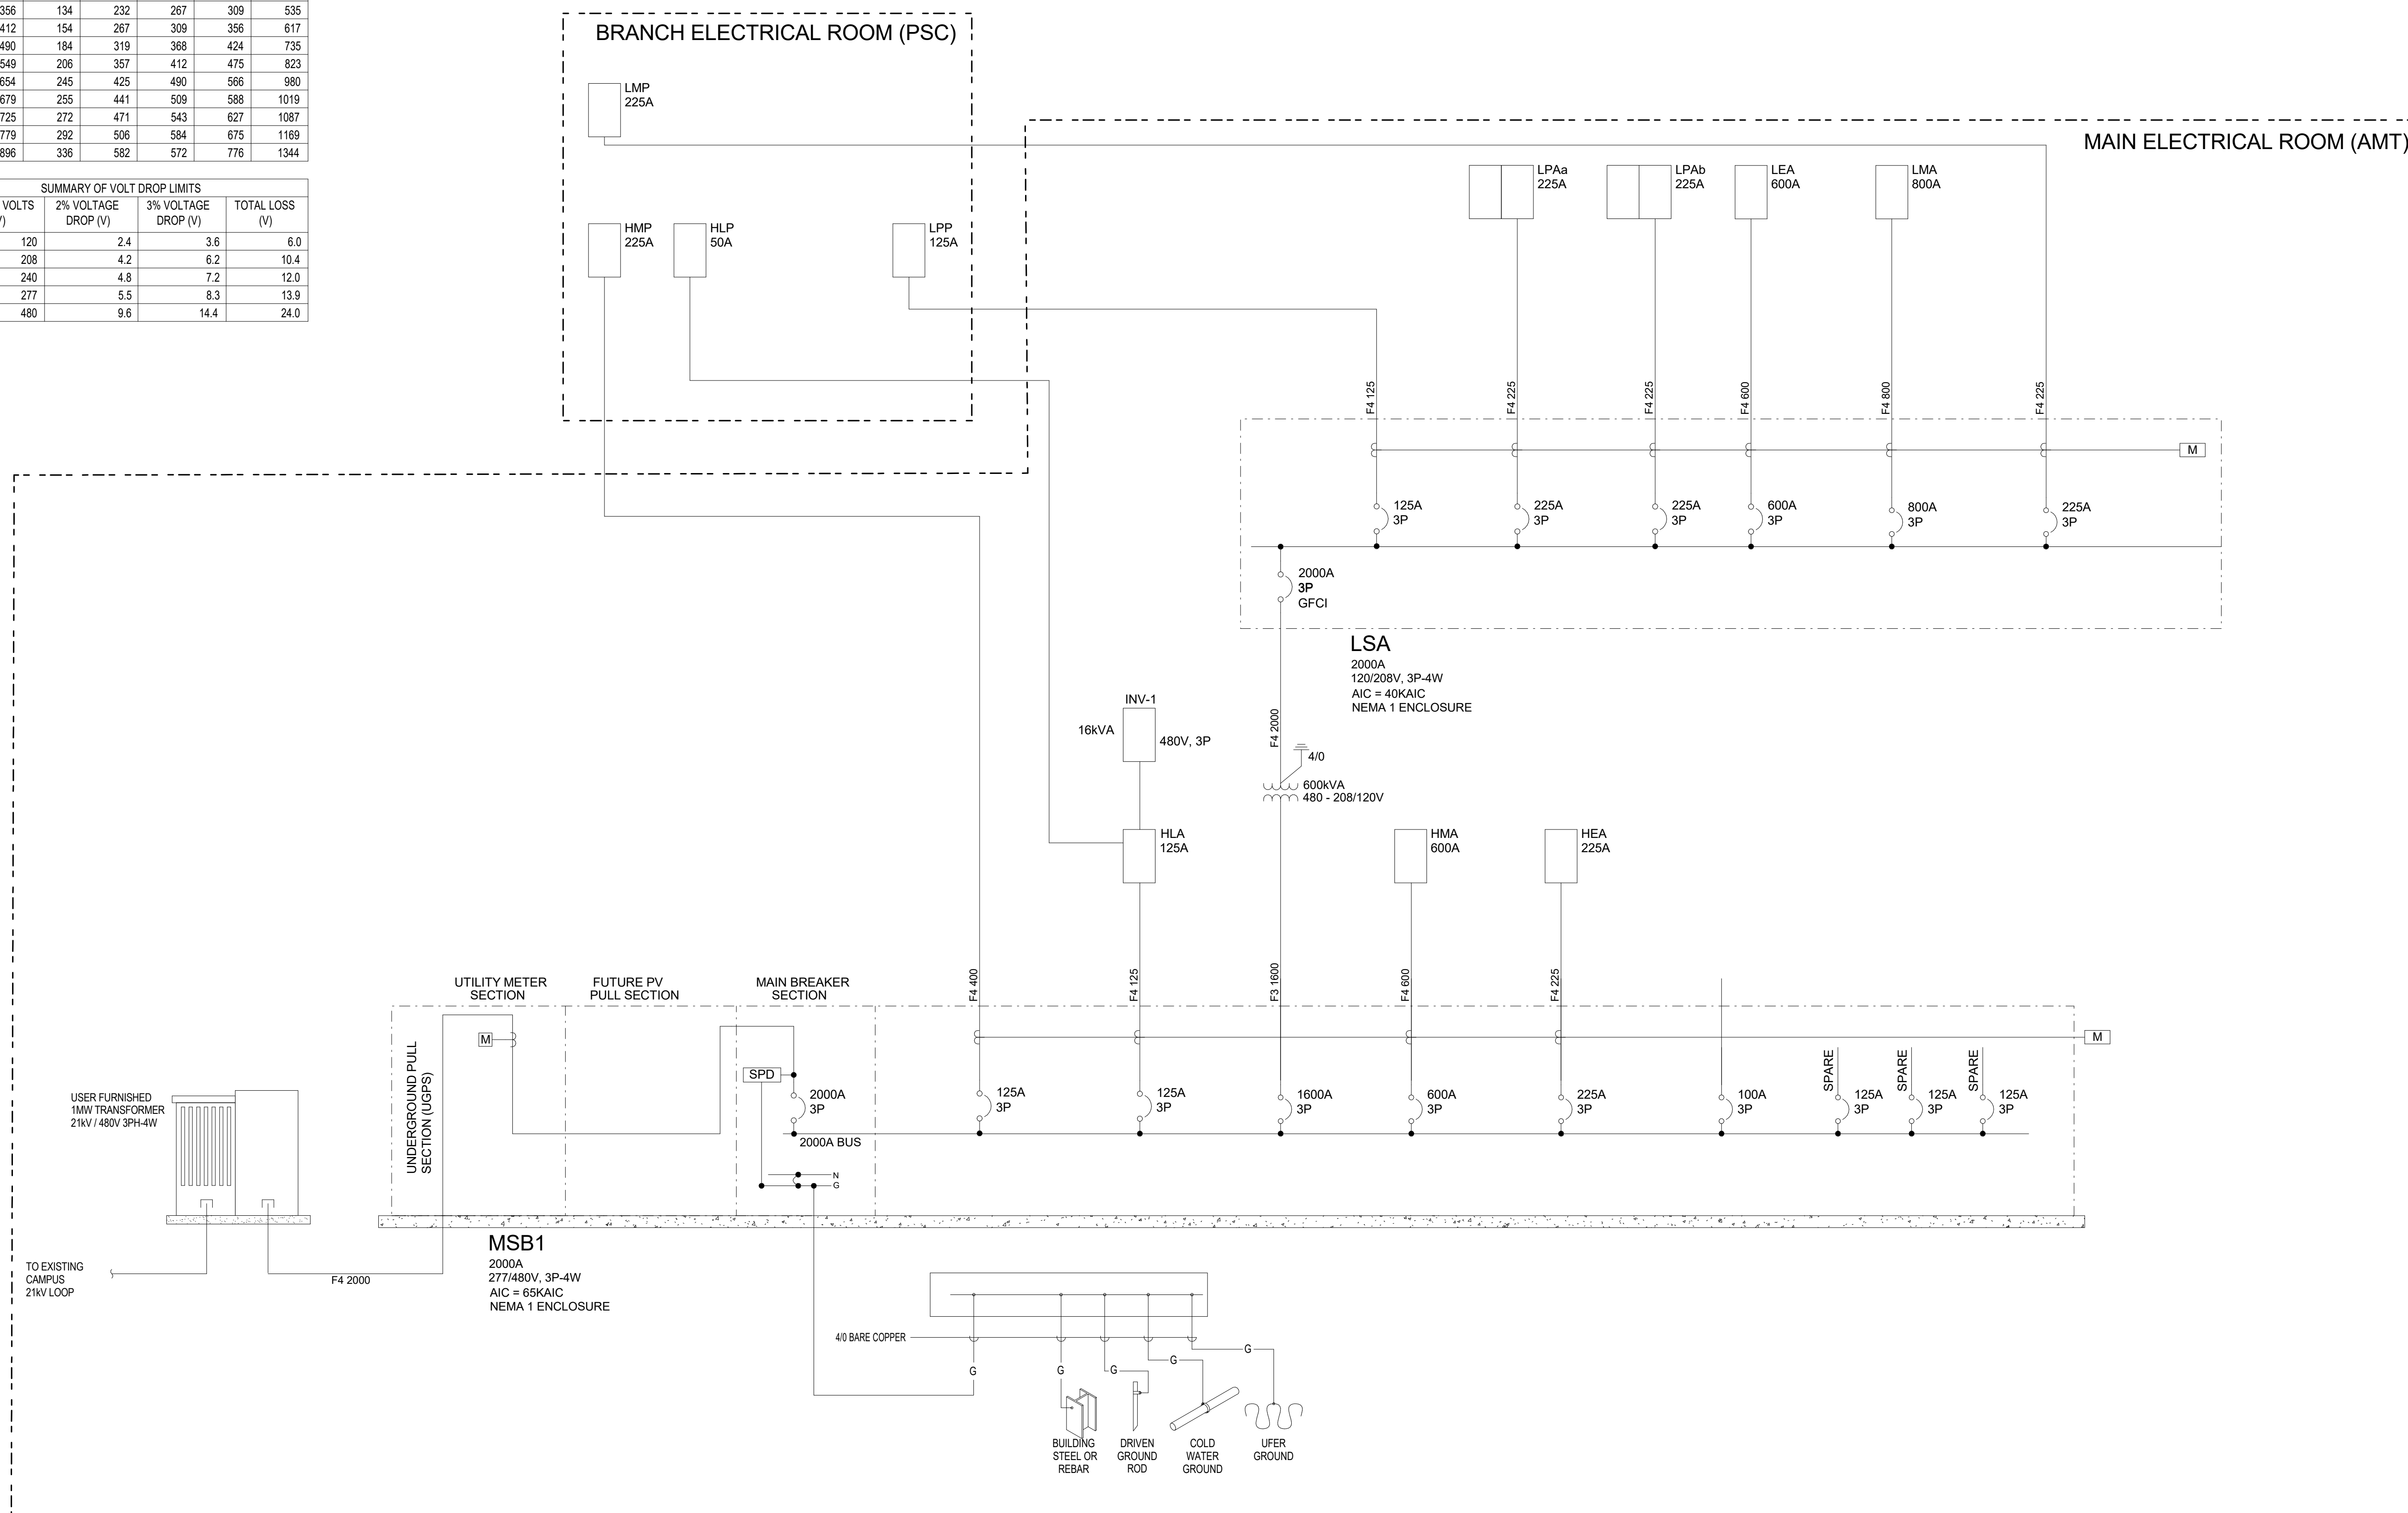 356 134 232 267 309 535
412 154 267 309 356 617
490 184 319 368 424 735
549 206 357 412 475 823
654 245 425 490 566 980
679 255 441 509 588 1019
725 272 471 543 627 1087
779 292 506 584 675 1169
896 336 582 572 776 1344
SUMMARY OF VOLT DROP LIMITS
VOLTS 2% VOLTAGE 3% VOLTAGE TOTAL LOSS
DROP (V) DROP (V) (V)
120 2.4 3.6 6.0
208 4.2 6.2 10.4
240 4.8 7.2 12.0
277 5.5 8.3 13.9
480 9.6 14.4 24.0
BRANCH ELECTRICAL ROOM (PSC)
LMP
225A
HMP
225A
HLP
50A
LPP
125A
MAIN ELECTRICAL ROOM (AMT)
LPAa
225A
LPAb
225A
LEA
600A
LMA
800A
F4 125
F4 225
F4 225
F4 600
F4 800
F4 225
M
125A
3P
225A
3P
225A
3P
600A
3P
800A
3P
225A
3P
2000A
3P
GFCI
LSA
2000A
120/208V, 3P-4W
AIC = 40KAIC
NEMA 1 ENCLOSURE
INV-1
16kVA
480V, 3P
F4 2000
4/0
600kVA
480 - 208/120V
HLA
125A
HMA
600A
HEA
225A
UTILITY METER
SECTION
FUTURE PV
PULL SECTION
MAIN BREAKER
SECTION
F4 400
F4 125
F3 1600
F4 600
F4 225
M
M
UNDERGROUND PULL
SECTION (UGPS)
SPD
2000A
3P
2000A BUS
N
G
125A
3P
125A
3P
1600A
3P
600A
3P
225A
3P
100A
3P
SPARE
125A
3P
SPARE
125A
3P
SPARE
125A
3P
USER FURNISHED
1MW TRANSFORMER
21kV / 480V 3PH-4W
TO EXISTING
CAMPUS
21kV LOOP
F4 2000
MSB1
2000A
277/480V, 3P-4W
AIC = 65KAIC
NEMA 1 ENCLOSURE
4/0 BARE COPPER
G
G
G
G
G
BUILDING
STEEL OR
REBAR
DRIVEN
GROUND
ROD
COLD
WATER
GROUND
UFER
GROUND